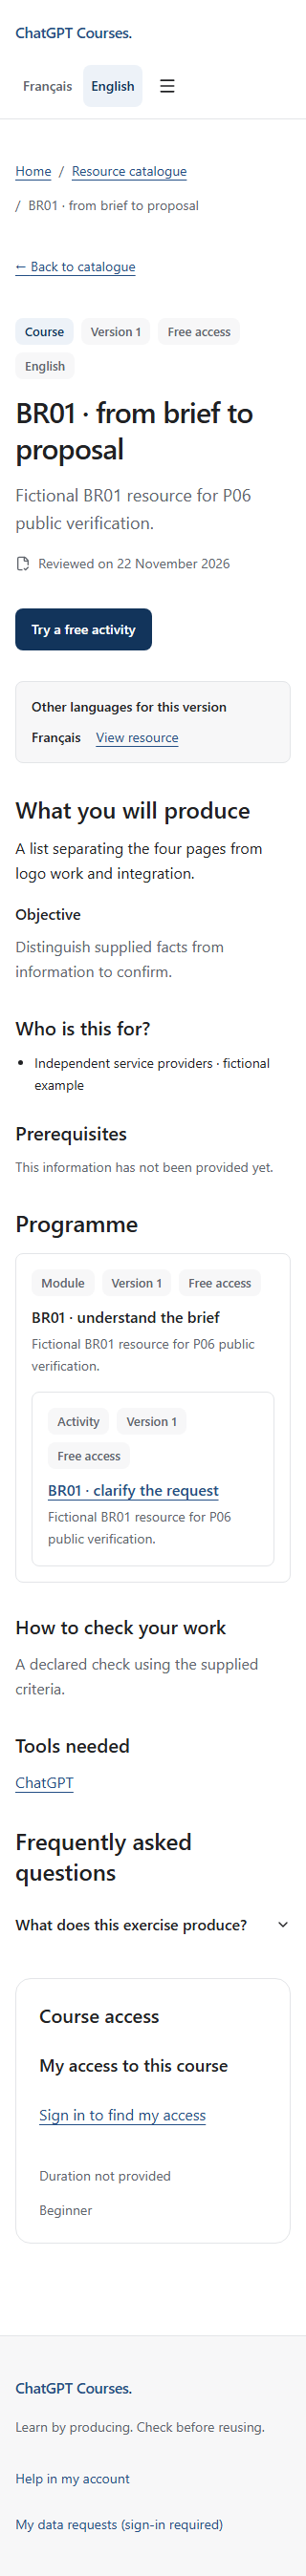 ChatGPT Courses.
Français English
Home / Resource catalogue
/ BR01 · from brief to proposal
← Back to catalogue
Course Version 1 Free access
English
BR01 · from brief to
proposal
Fictional BR01 resource for P06
public verification.
Reviewed on 22 November 2026
Try a free activity
Other languages for this version
Français View resource
What you will produce
A list separating the four pages from
logo work and integration.
Objective
Distinguish supplied facts from
information to confirm.
Who is this for?
• Independent service providers · fictional
example
Prerequisites
This information has not been provided yet.
Programme
Module Version 1 Free access
BR01 · understand the brief
Fictional BR01 resource for P06 public
verification.
Activity Version 1
Free access
BR01 · clarify the request
Fictional BR01 resource for P06
public verification.
How to check your work
A declared check using the supplied
criteria.
Tools needed
ChatGPT
Frequently asked
questions
What does this exercise produce?
Course access
My access to this course
Sign in to find my access
Duration not provided
Beginner
ChatGPT Courses.
Learn by producing. Check before reusing.
Help in my account
My data requests (sign-in required)